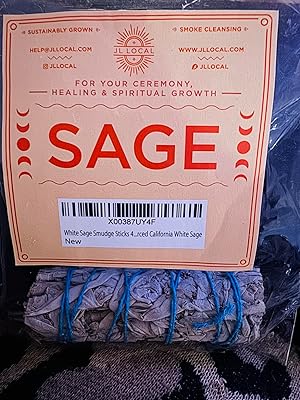 SUSTAINABLY GROWN
SMOKE CLEANSING
JL LOCAL
HELP@JLLOCAL.COM
WWW.JLLOCAL.COM
JLLOCAL
JLLOCAL
FOR YOUR CEREMONY,
HEALING & SPIRITUAL GROWTH
SAGE
X00387UY4F
White Sage Smudge Sticks 4...rced California White Sage
New